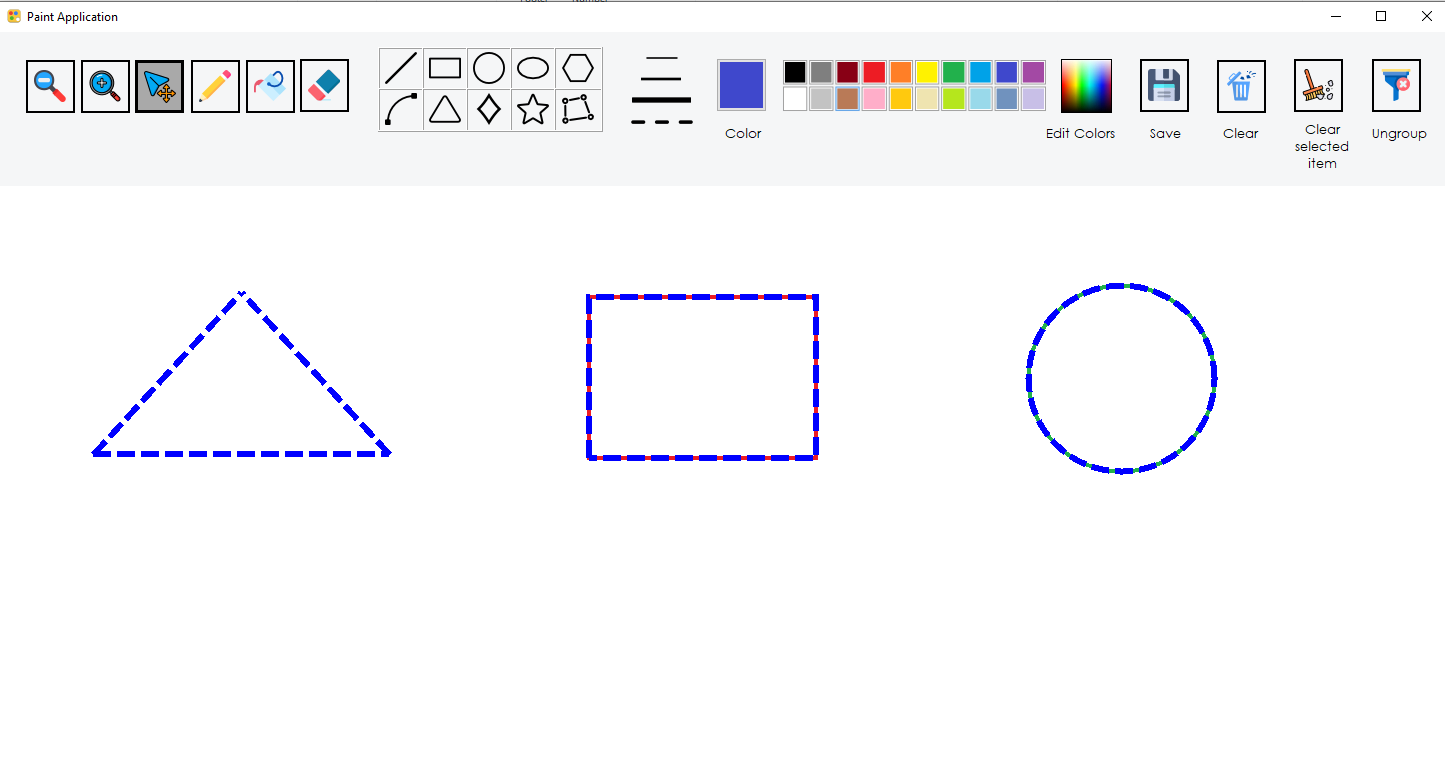 Paint Application
Color
Edit Colors
Save
Clear
Clear
selected
item
Ungroup